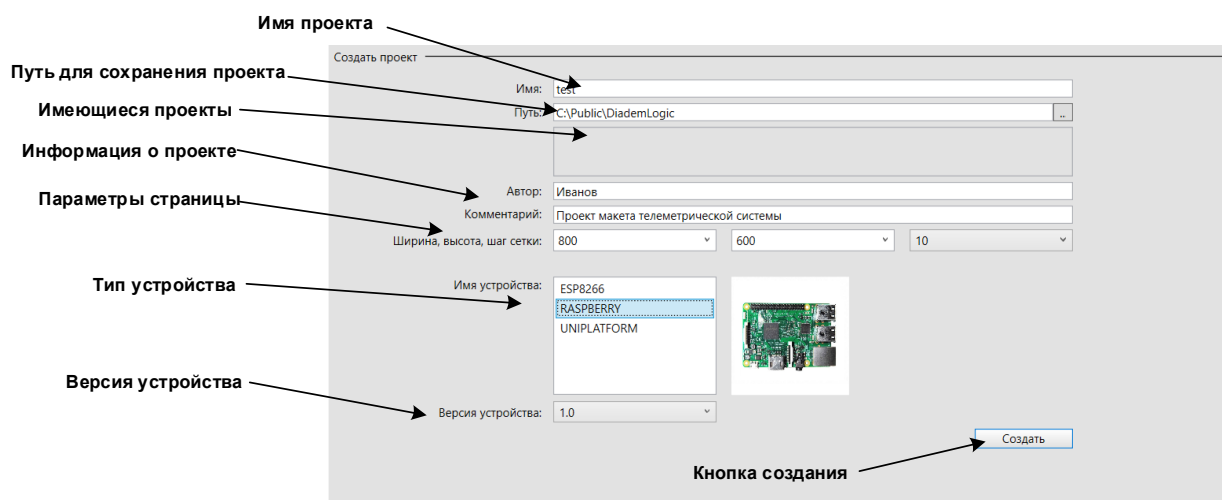 Имя проекта
Создать проект
Путь для сохранения проекта
Имя: test
Имеющиеся проекты
Путь: C:\Public\DiademLogic ..
Информация о проекте
Автор: Иванов
Параметры страницы
Комментарий: Проект макета телеметрической системы
Ширина, высота, шаг сетки: 800 600 10
Тип устройства
Имя устройства: ESP8266
RASPBERRY
UNIPLATFORM
Версия устройства
Версия устройства: 1.0
Создать
Кнопка создания